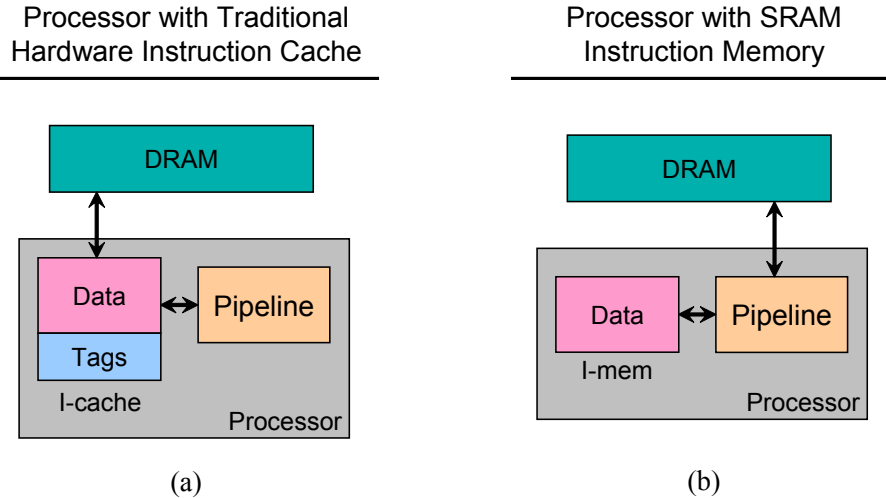 Processor with Traditional
Hardware Instruction Cache
DRAM
Data
Pipeline
Tags
I-cache
Processor
(a)
Processor with SRAM
Instruction Memory
DRAM
Data
Pipeline
I-mem
Processor
(b)